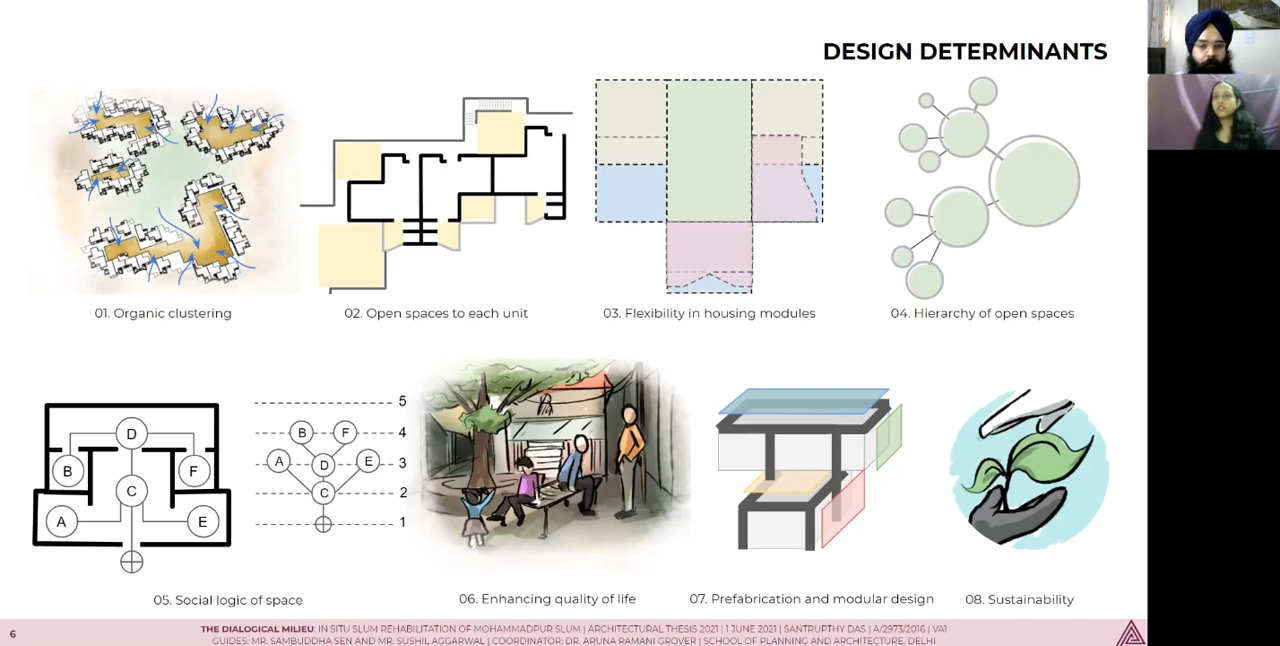 DESIGN DETERMINANTS
01. Organic clustering
02. Open spaces to each unit
03. Flexibility in housing modules
04. Hierarchy of open spaces
D
B
F
C
A
E
5
B F 4
A D E 3
C 2
1
05. Social logic of space
06. Enhancing quality of life
07. Prefabrication and modular design
08. Sustainability
6
THE DIALOGICAL MILIEU: IN SITU SLUM REHABILITATION OF MOHAMMADPUR SLUM | ARCHITECTURAL THESIS 2021 | 1 JUNE 2021 | SANTRUPTHY DAS | A/2973/2016 | VA1
GUIDES: MR. SAMBUDDHA SEN AND MR. SUSHIL AGGARWAL | COORDINATOR: DR. ARUNA RAMANI GROVER | SCHOOL OF PLANNING AND ARCHITECTURE, DELHI